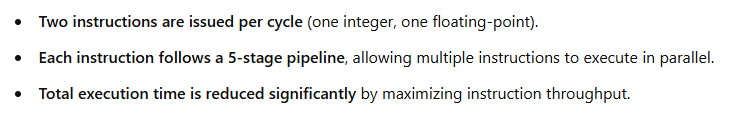 • Two instructions are issued per cycle (one integer, one floating-point).
• Each instruction follows a 5-stage pipeline, allowing multiple instructions to execute in parallel.
• Total execution time is reduced significantly by maximizing instruction throughput.